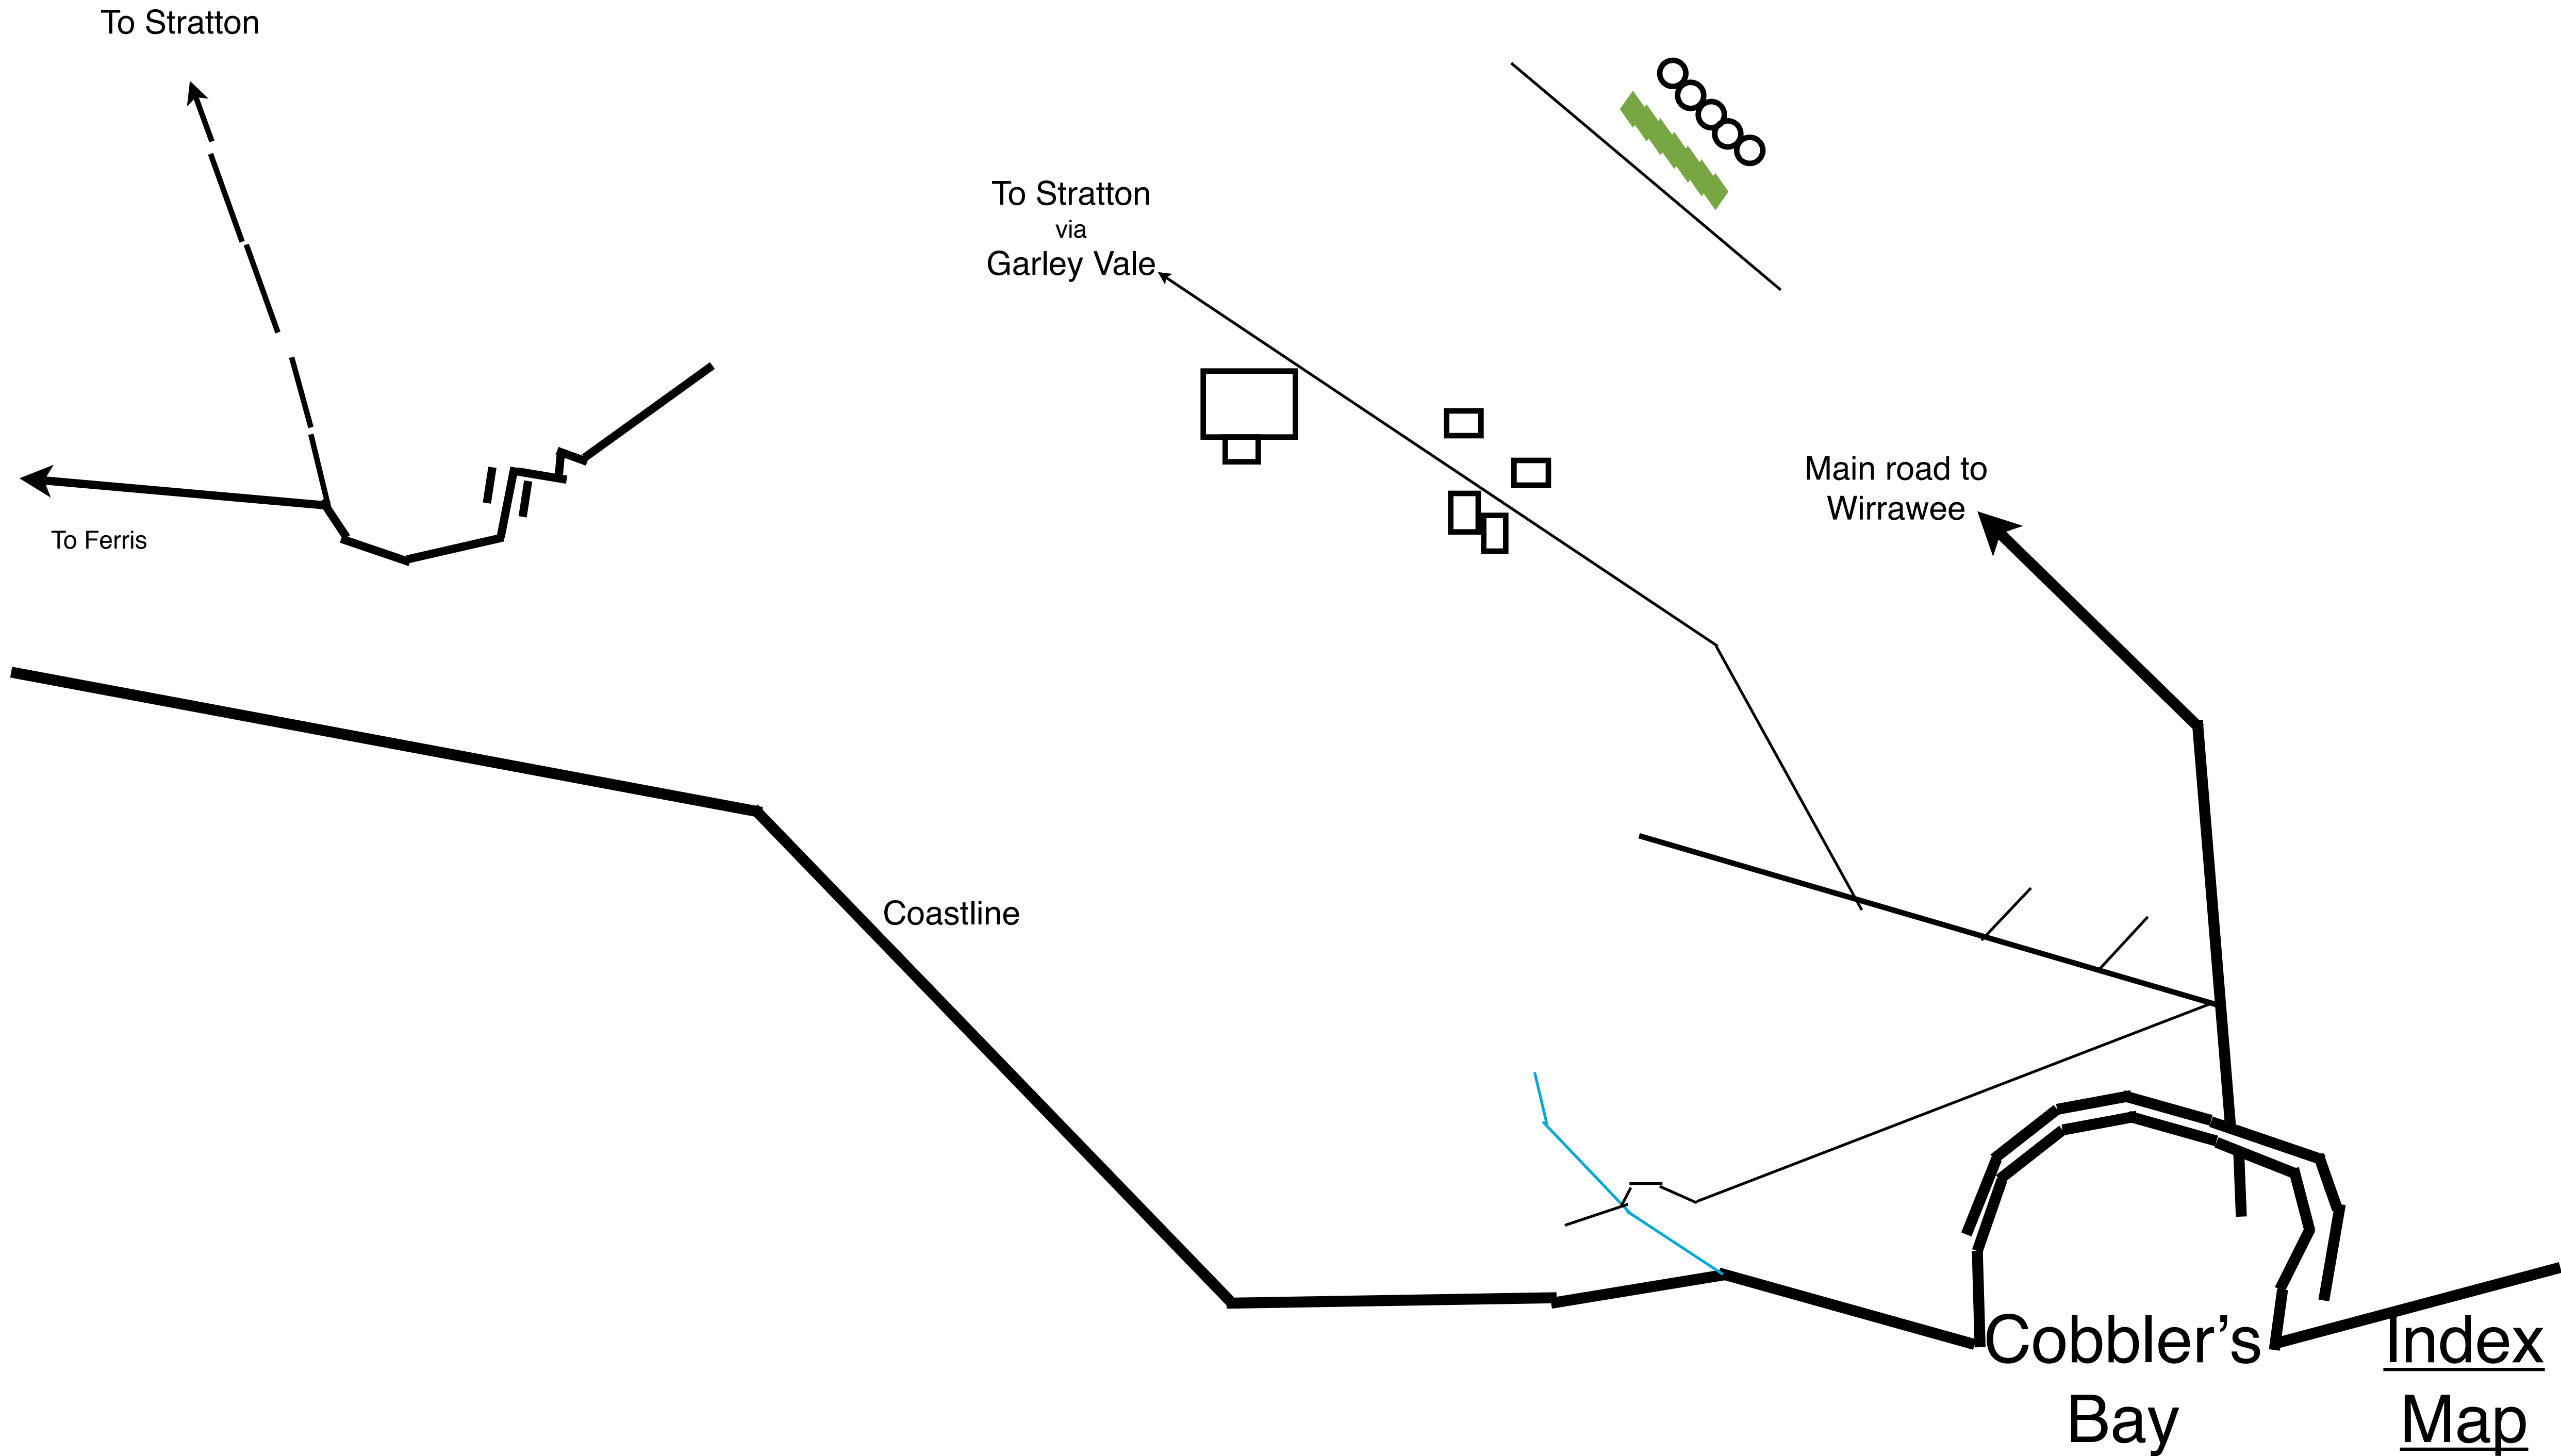 To Stratton
To Stratton
via
Garley Vale
Main road to
Wirrawee
To Ferris
Coastline
Cobbler’s
Bay
Index
Map